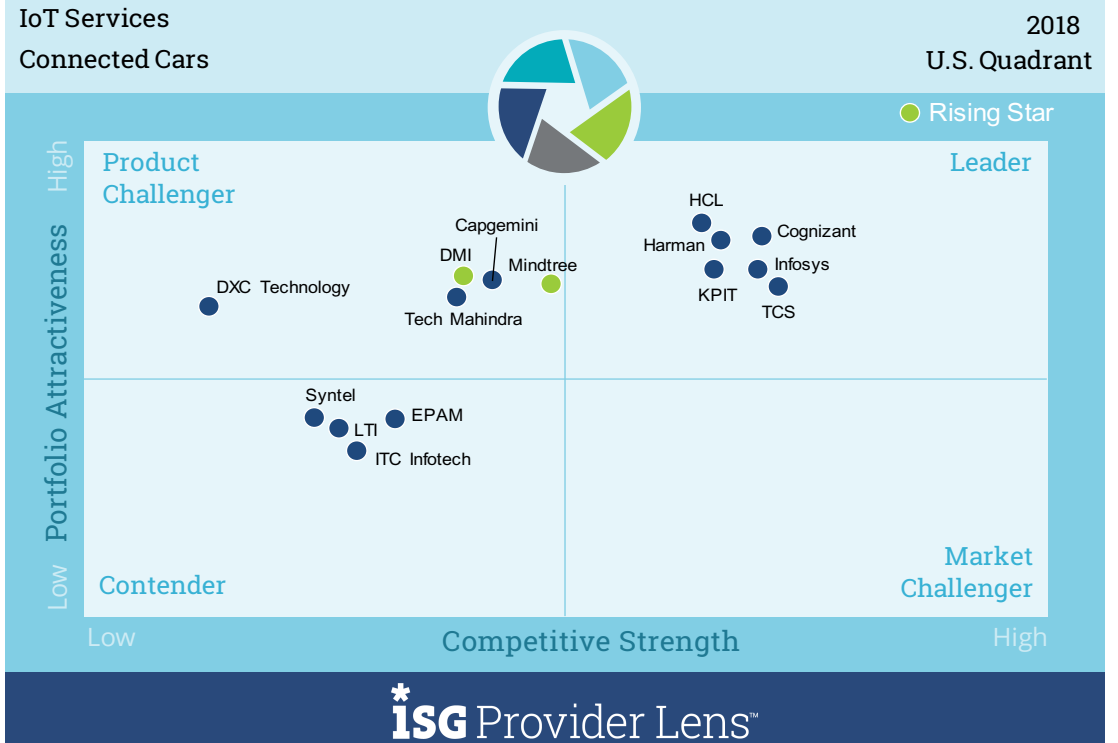 IoT Services
Connected Cars
2018
U.S. Quadrant
Rising Star
High
Portfolio Attractiveness
Low
Product
Challenger
Leader
HCL
Capgemini
Cognizant
Harman
DMI
Mindtree
Infosys
DXC Technology
KPIT
TCS
Tech Mahindra
Syntel
EPAM
LTI
ITC Infotech
Contender
Market
Challenger
Low
Competitive Strength
High
*isG Provider Lens™